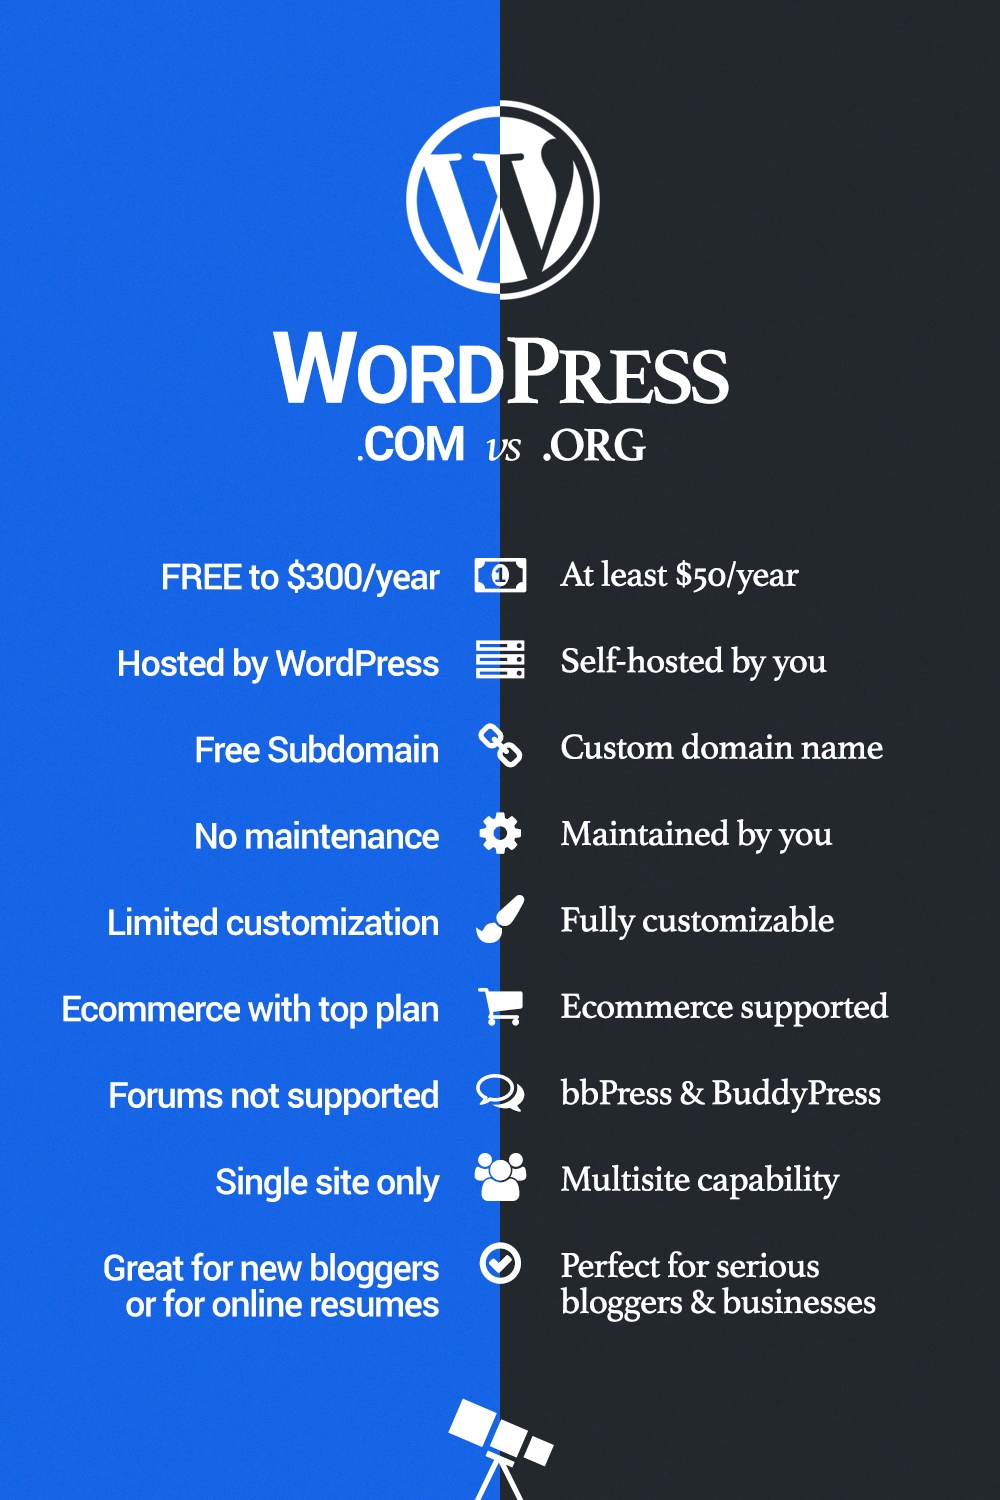 WORDPRESS
.COM vs .ORG
FREE to $300/year
At least $50/year
Hosted by WordPress
Self-hosted by you
Free Subdomain
Custom domain name
No maintenance
Maintained by you
Limited customization
Fully customizable
Ecommerce with top plan
Ecommerce supported
Forums not supported
bbPress & BuddyPress
Single site only
Multisite capability
Great for new bloggers
or for online resumes
Perfect for serious
bloggers & businesses